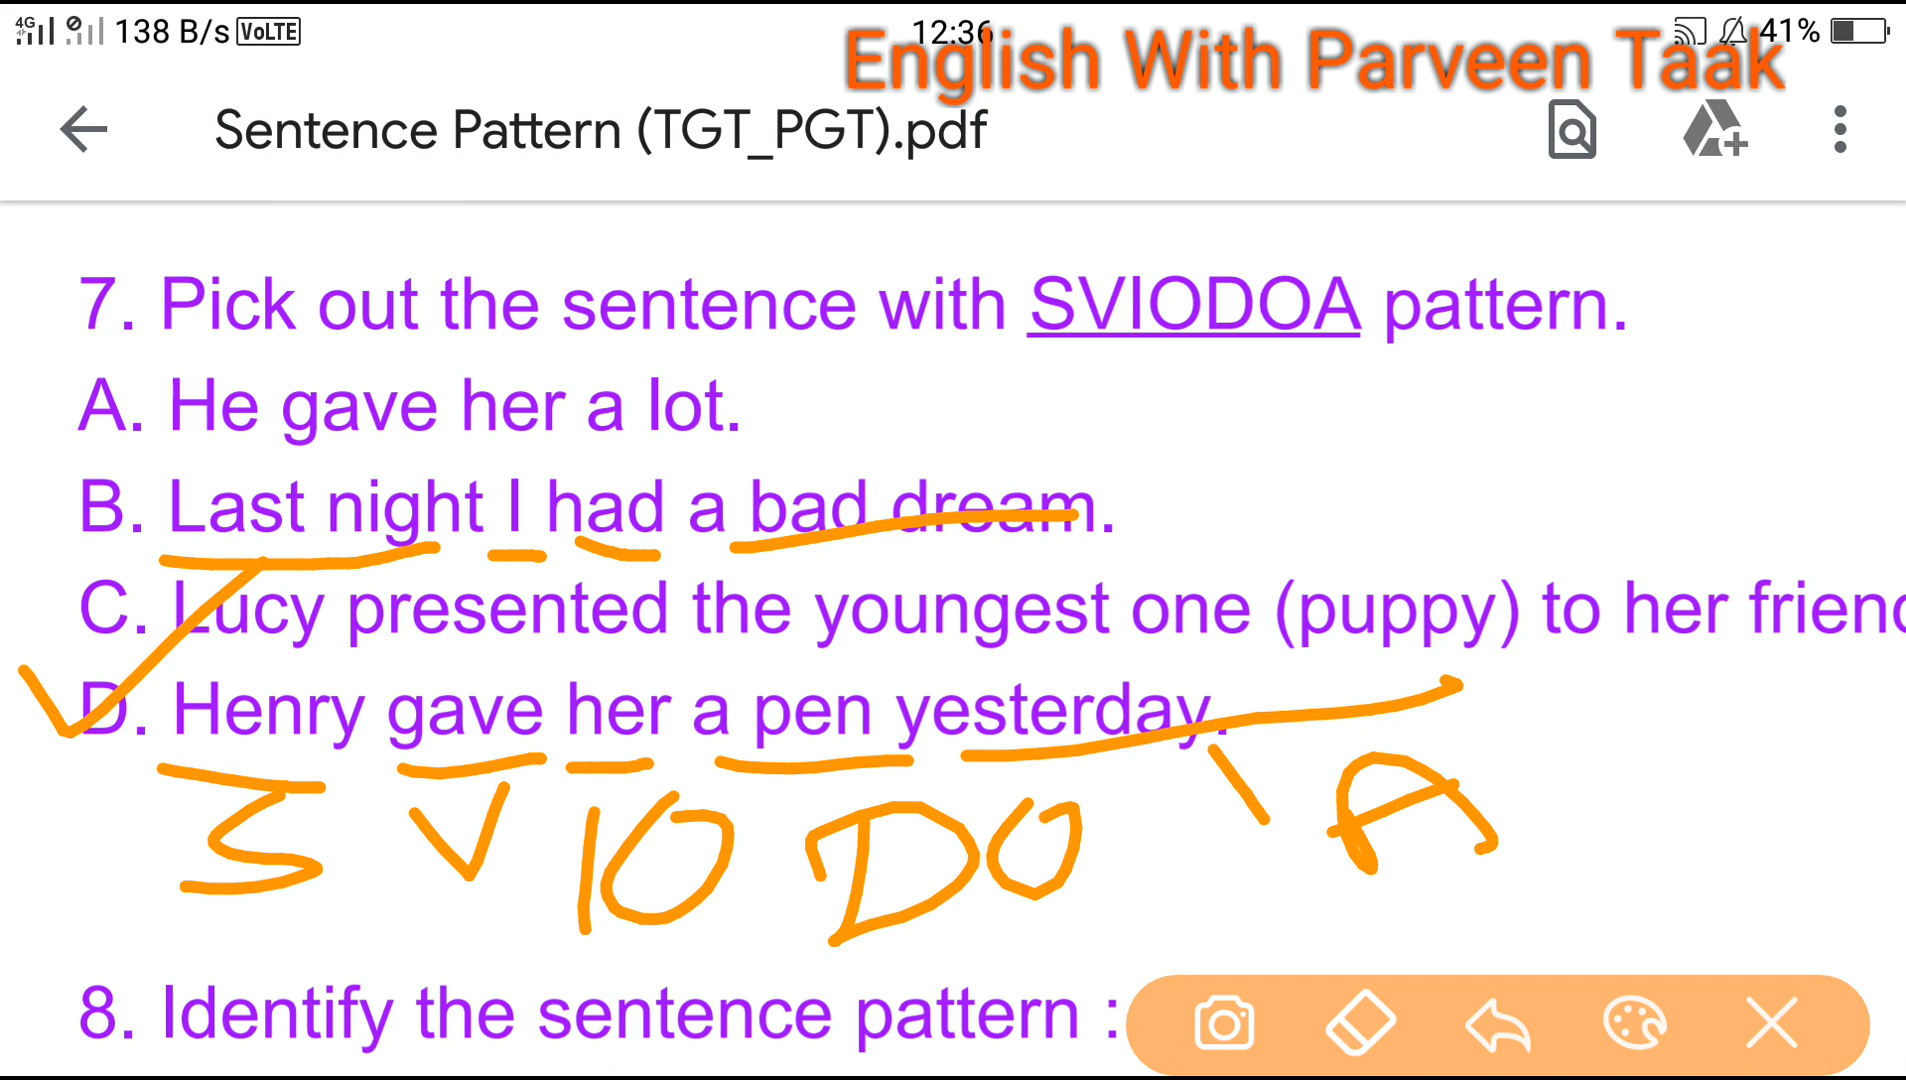 4G 138 B/s VoLTE 12:36 41%
English With Parveen Taak
Sentence Pattern (TGT_PGT).pdf
7. Pick out the sentence with SVIODOA pattern.
A. He gave her a lot.
B. Last night I had a bad dream.
C. Lucy presented the youngest one (puppy) to her frienc
D. Henry gave her a pen yesterday.
S V IO DO A
8. Identify the sentence pattern :